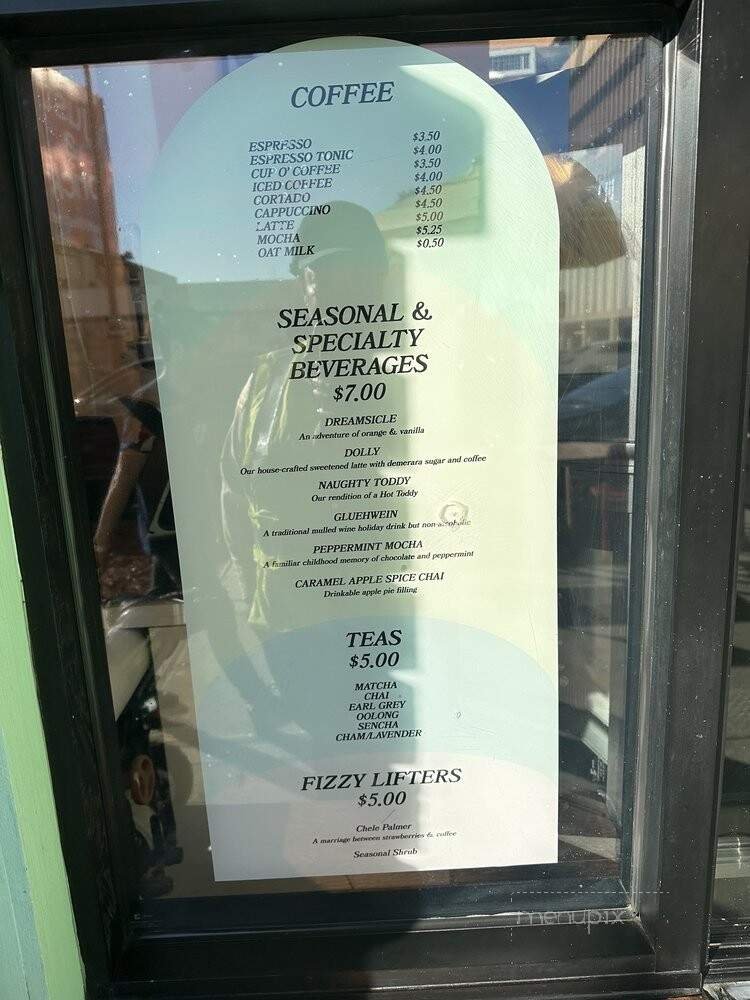 COFFEE
ESPRESSO $3.50
ESPRESSO TONIC $4.00
CUP O' COFFEE $3.50
ICED COFFEE $4.00
CORTADO $4.50
CAPPUCCINO $4.50
LATTE $5.00
MOCHA $5.25
OAT MILK $0.50
SEASONAL &
SPECIALTY
BEVERAGES
$7.00
DREAMSICLE
An adventure of orange & vanilla
DOLLY
Our house-crafted sweetened latte with demerara sugar and coffee
NAUGHTY TODDY
Our rendition of a Hot Toddy
GLUEHWEIN
A traditional mulled wine holiday drink but non-alcoholic
PEPPERMINT MOCHA
A familiar childhood memory of chocolate and peppermint
CARAMEL APPLE SPICE CHAI
Drinkable apple pie filling
TEAS
$5.00
MATCHA
CHAI
EARL GREY
OOLONG
SENCHA
CHAM/LAVENDER
FIZZY LIFTERS
$5.00
Chele Palmer
A marriage between strawberries & coffee
Seasonal Shrub
menupix